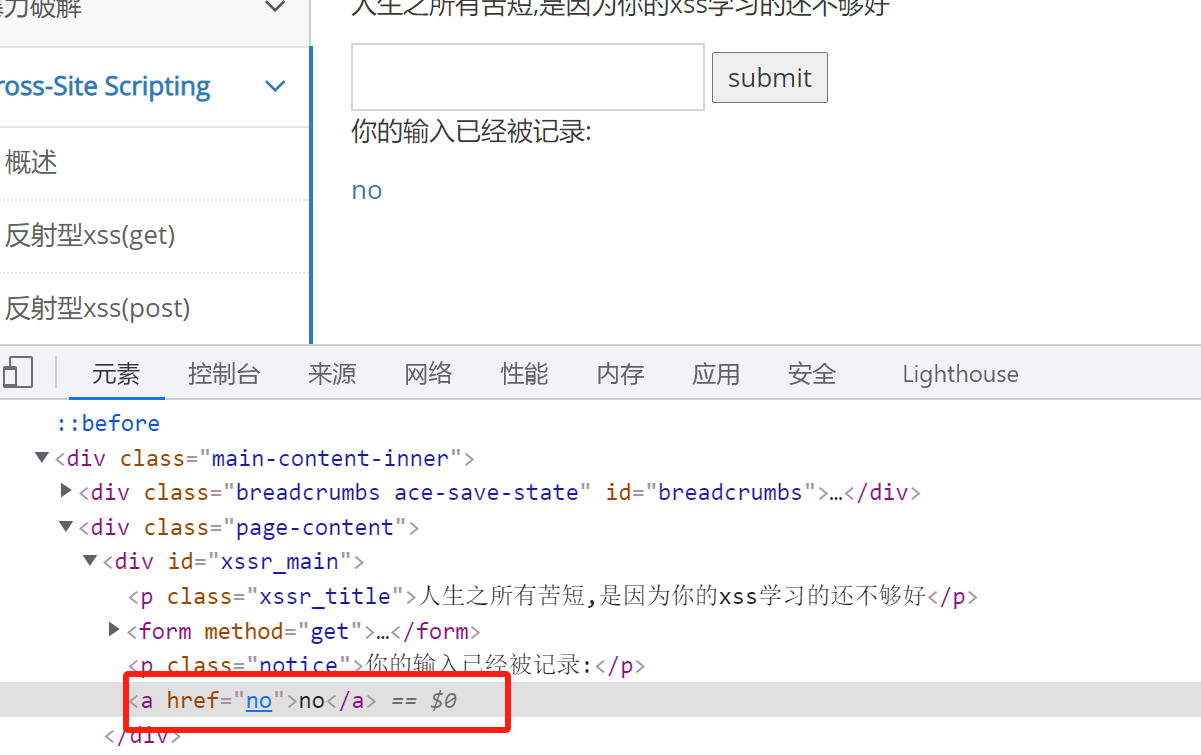 暴力破解
人生之所有苦短,是因为你的xss学习的还不够好
ross-Site Scripting
submit
概述
你的输入已经被记录:
no
反射型xss(get)
反射型xss(post)
元素 控制台 来源 网络 性能 内存 应用 安全 Lighthouse
::before
<div class="main-content-inner">
<div class="breadcrumbs ace-save-state" id="breadcrumbs">…</div>
<div class="page-content">
<div id="xssr_main">
<p class="xssr_title">人生之所有苦短,是因为你的xss学习的还不够好</p>
<form method="get">…</form>
<p class="notice">你的输入已经被记录:</p>
<a href="no">no</a> == $0
</div>